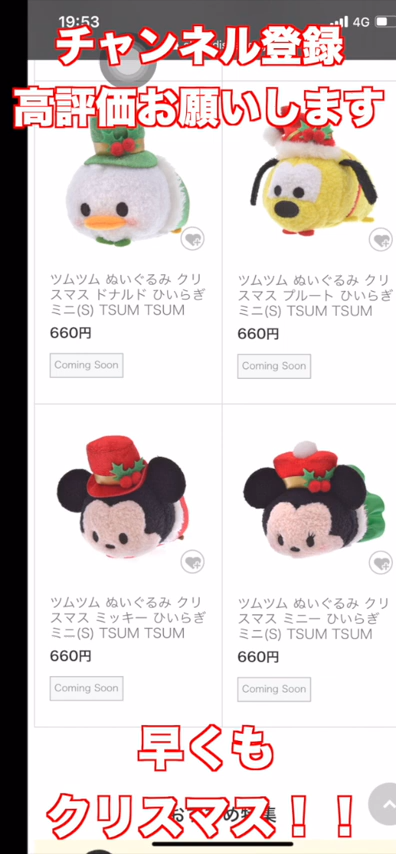 19:53
4G
チャンネル登録
高評価お願いします
ツムツム ぬいぐるみ クリ
スマス ドナルド ひいらぎ
ミニ(S) TSUM TSUM
660円
Coming Soon
ツムツム ぬいぐるみ クリ
スマス プルート ひいらぎ
ミニ(S) TSUM TSUM
660円
Coming Soon
ツムツム ぬいぐるみ クリ
スマス ミッキー ひいらぎ
ミニ(S) TSUM TSUM
660円
Coming Soon
ツムツム ぬいぐるみ クリ
スマス ミニー ひいらぎ
ミニ(S) TSUM TSUM
660円
Coming Soon
早くも
クリスマス！！